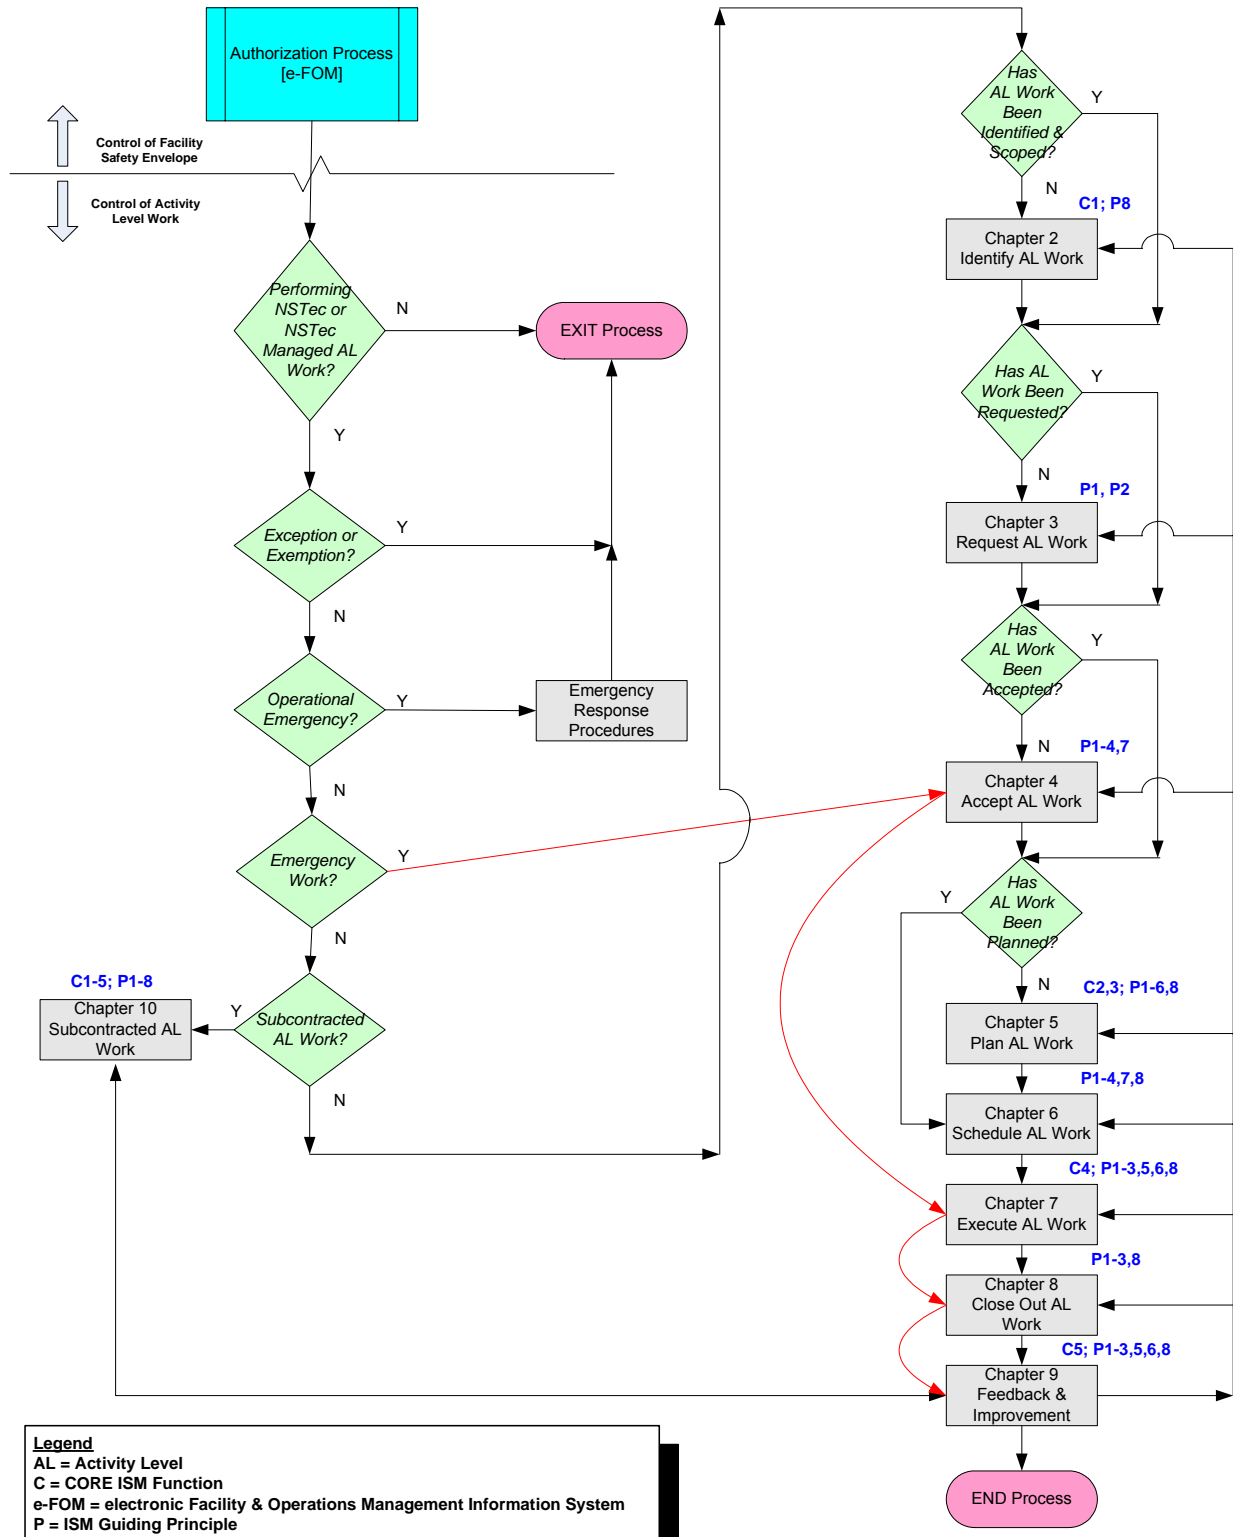 Authorization Process
[e-FOM]
Control of Facility
Safety Envelope
Control of Activity
Level Work
Performing
NSTec or
NSTec
Managed AL
Work?
N
EXIT Process
Y
Exception or
Exemption?
Y
N
Operational
Emergency?
Y
Emergency
Response
Procedures
N
Emergency
Work?
Y
N
C1-5; P1-8
Chapter 10
Subcontracted AL
Work
Y
Subcontracted
AL Work?
N
Has
AL Work
Been
Identified &
Scoped?
Y
N
C1; P8
Chapter 2
Identify AL Work
Has AL
Work Been
Requested?
Y
N
P1, P2
Chapter 3
Request AL Work
Has
AL Work
Been
Accepted?
Y
N
P1-4,7
Chapter 4
Accept AL Work
Has
AL Work
Been
Planned?
Y
N
C2,3; P1-6,8
Chapter 5
Plan AL Work
P1-4,7,8
Chapter 6
Schedule AL Work
C4; P1-3,5,6,8
Chapter 7
Execute AL Work
P1-3,8
Chapter 8
Close Out AL
Work
C5; P1-3,5,6,8
Chapter 9
Feedback &
Improvement
END Process
Legend
AL = Activity Level
C = CORE ISM Function
e-FOM = electronic Facility & Operations Management Information System
P = ISM Guiding Principle